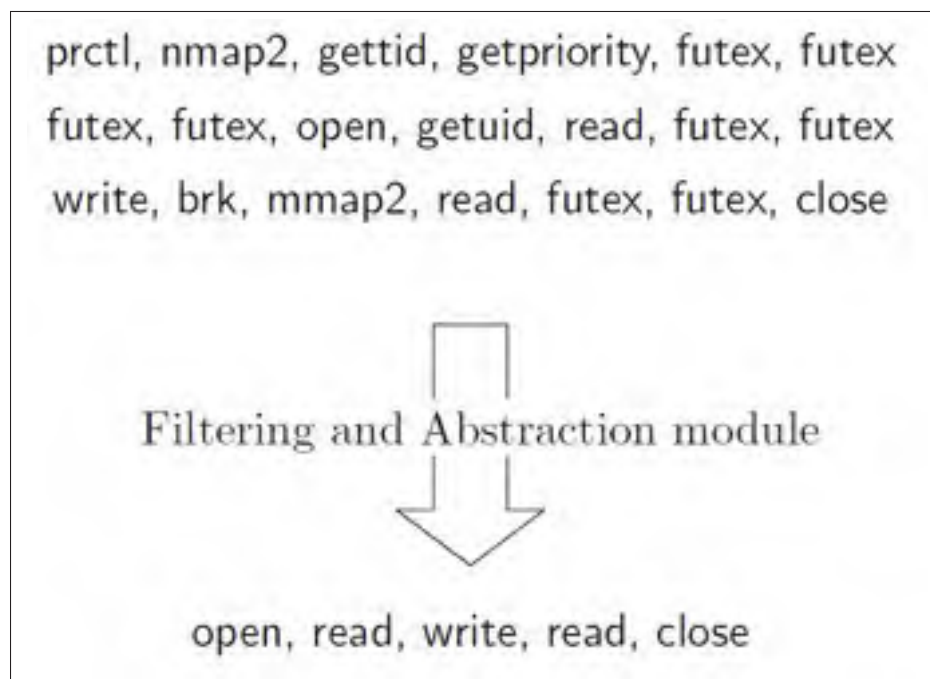 prctl, nmap2, gettid, getpriority, futex, futex
futex, futex, open, getuid, read, futex, futex
write, brk, mmap2, read, futex, futex, close
Filtering and Abstraction module
open, read, write, read, close